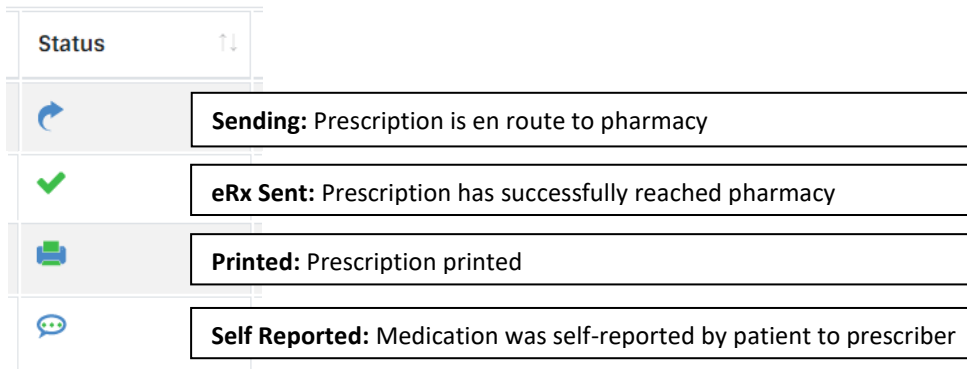 Status
Sending: Prescription is en route to pharmacy
eRx Sent: Prescription has successfully reached pharmacy
Printed: Prescription printed
Self Reported: Medication was self-reported by patient to prescriber